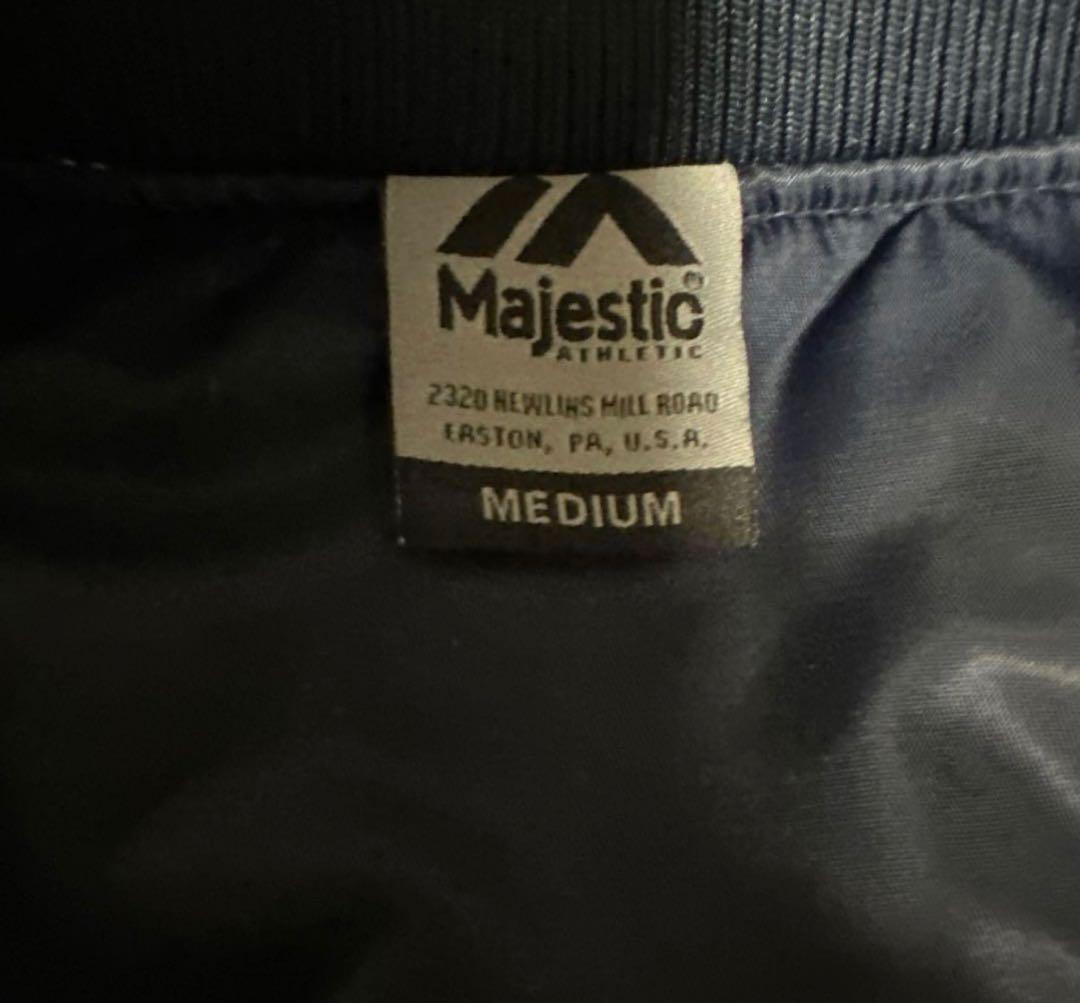 Majestic®
ATHLETIC
2320 NEWLINS MILL ROAD
EASTON, PA, U.S.A.
MEDIUM